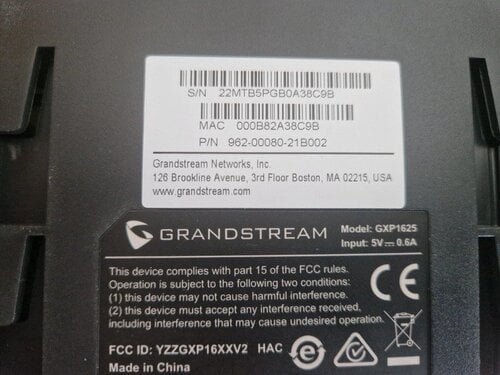 S/N 22MTB5PGB0A38C9B
MAC 000B82A38C9B
P/N 962-00080-21B002
Grandstream Networks, Inc.
126 Brookline Avenue, 3rd Floor Boston, MA 02215, USA
www.grandstream.com
GRANDSTREAM
Model: GXP1625
Input: 5V⎓0.6A
This device complies with part 15 of the FCC rules.
Operation is subject to the following two conditions:
(1) this device may not cause harmful interference.
(2) this device must accept any interference received,
including interference that may cause undesired operation.
CE
FCC ID: YZZGXP16XXV2 HAC
Made in China